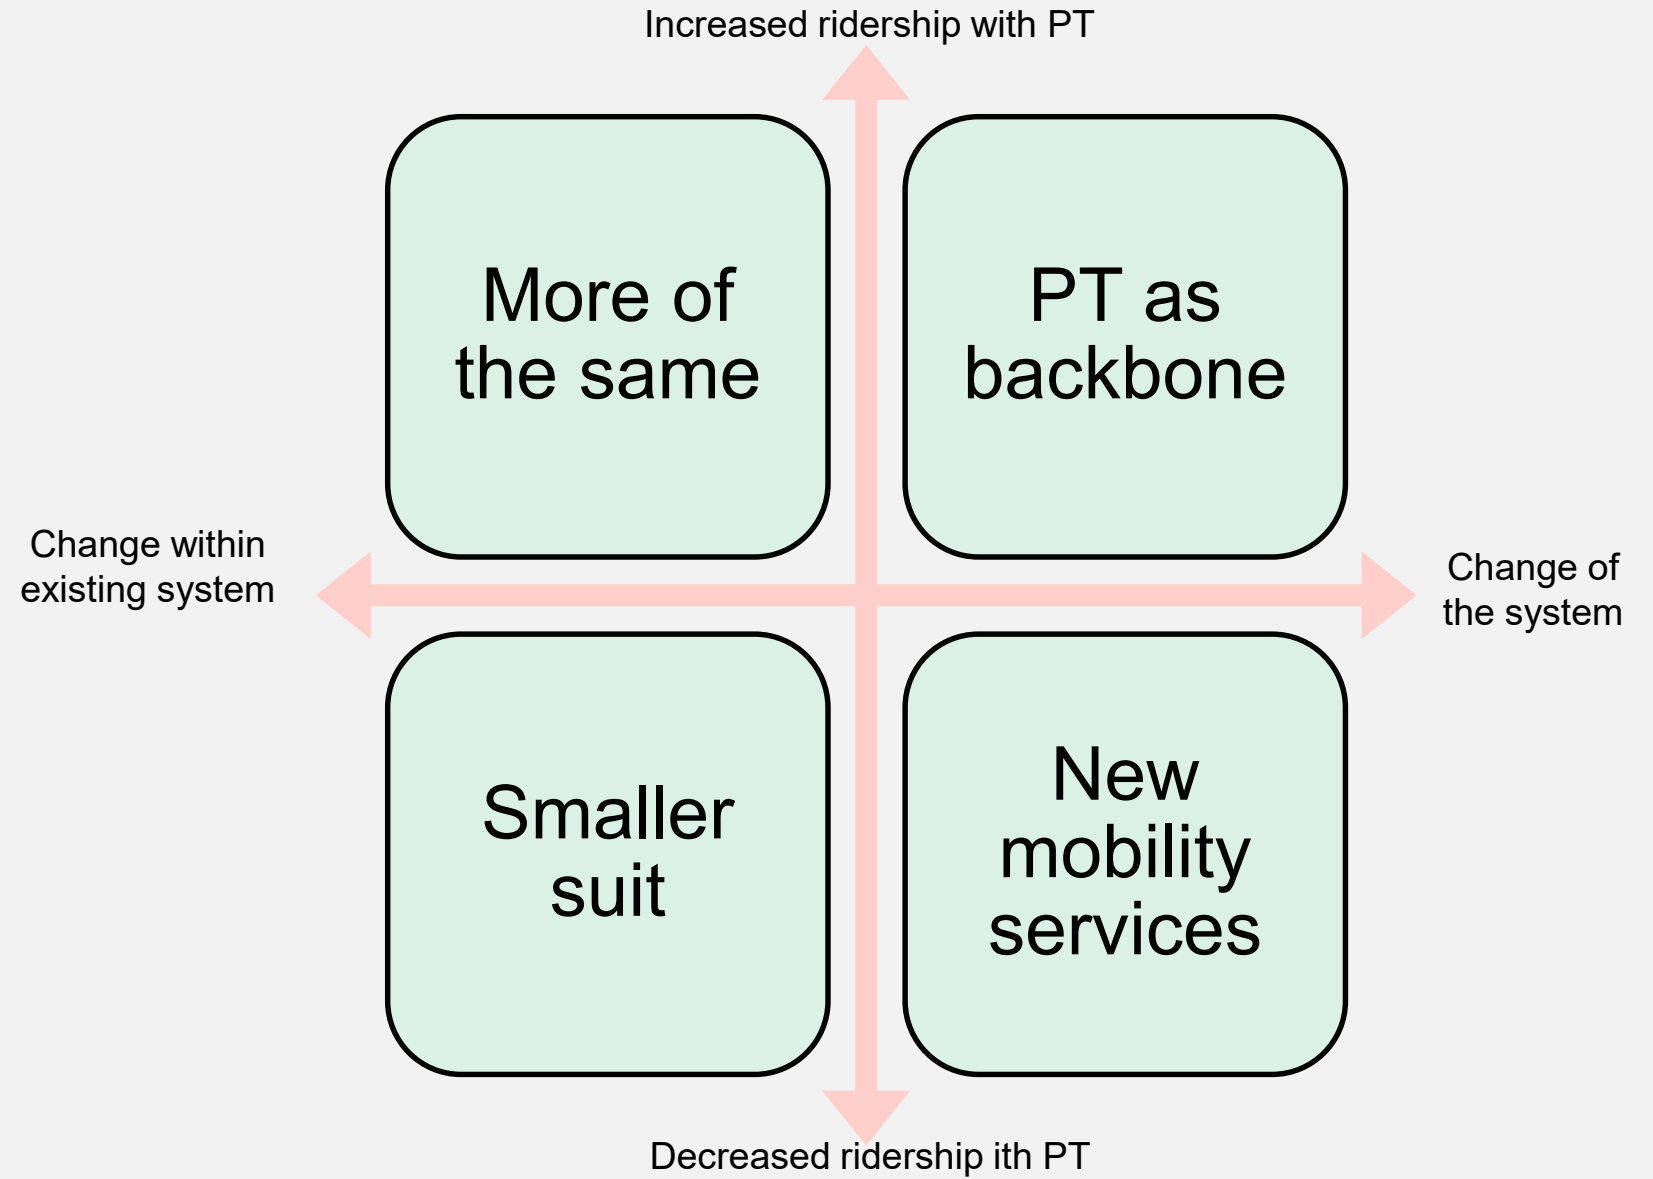 Increased ridership with PT
More of
the same
PT as
backbone
Change within
existing system
Change of
the system
Smaller
suit
New
mobility
services
Decreased ridership ith PT